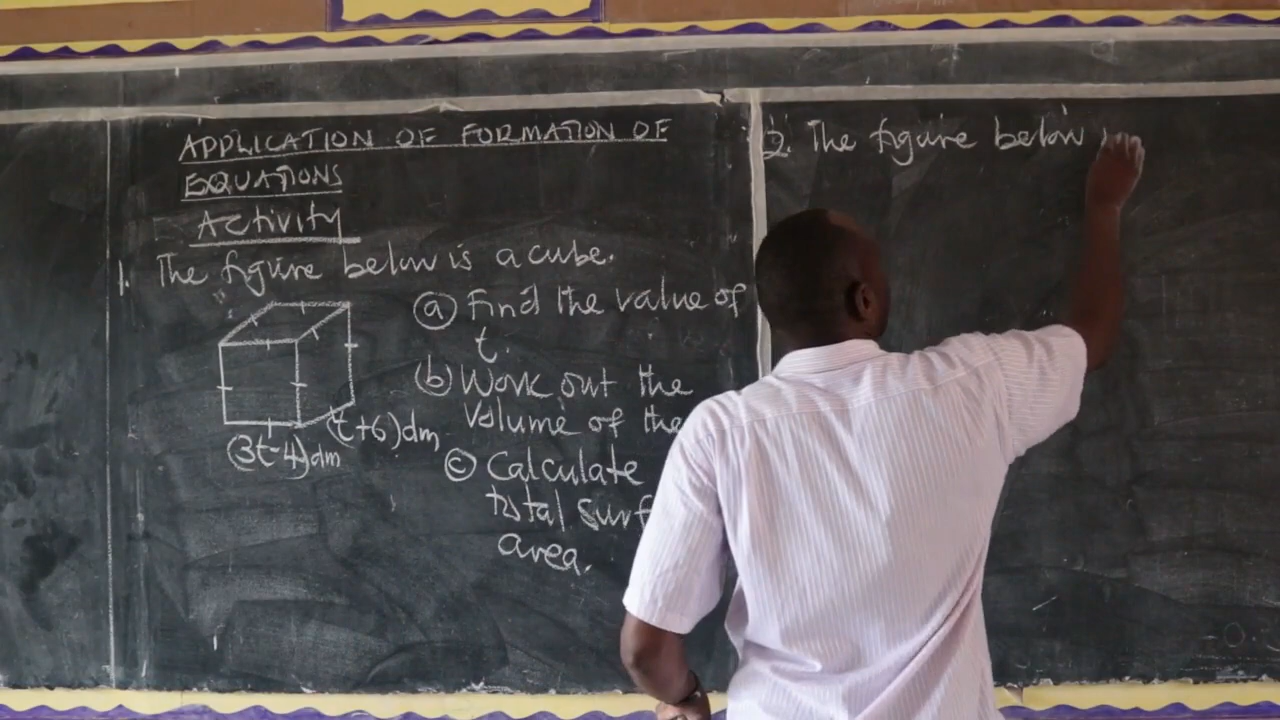 APPLICATION OF FORMATION OF
EQUATIONS
Activity
1. The figure below is a cube.
(3t-4)dm
(t+6)dm
(a) Find the value of
t.
(b) Work out the
volume of the
(c) Calculate
total surf
area.
2. The figure below